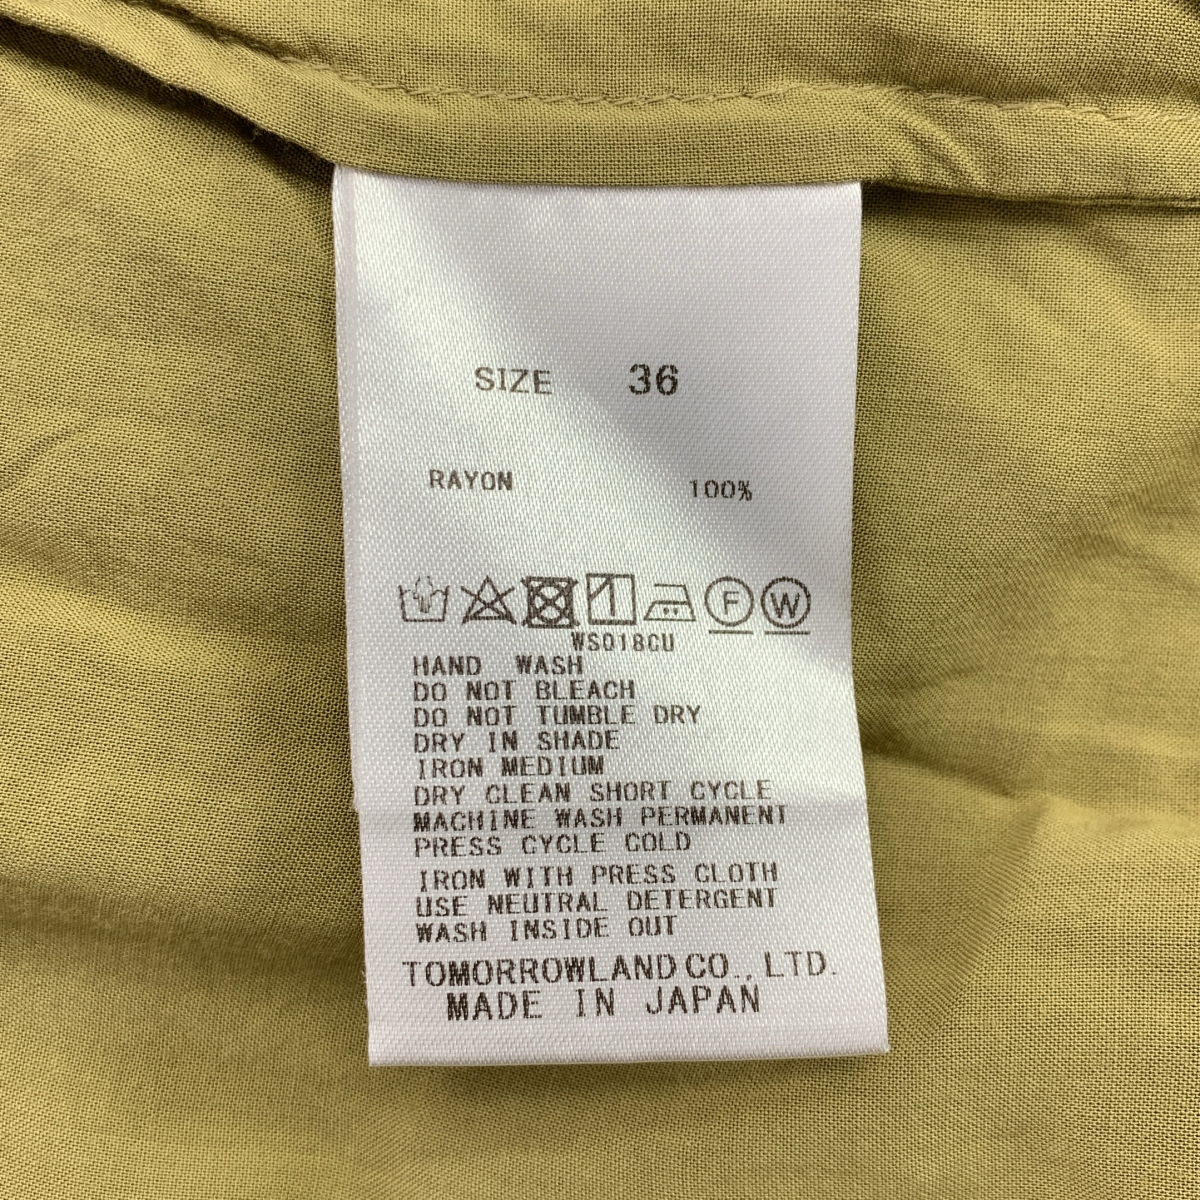 SIZE 36
RAYON 100%
F W
WS018CU
HAND WASH
DO NOT BLEACH
DO NOT TUMBLE DRY
DRY IN SHADE
IRON MEDIUM
DRY CLEAN SHORT CYCLE
MACHINE WASH PERMANENT
PRESS CYCLE COLD
IRON WITH PRESS CLOTH
USE NEUTRAL DETERGENT
WASH INSIDE OUT
TOMORROWLAND CO., LTD.
MADE IN JAPAN